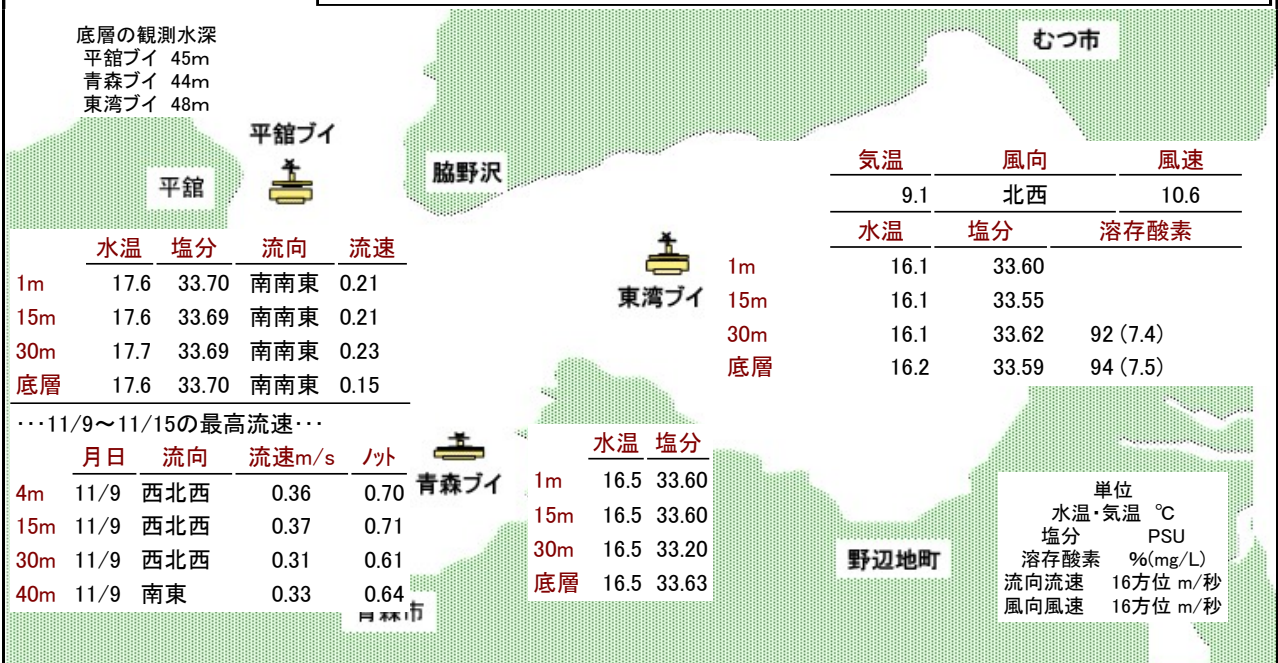 底層の観測水深
平舘ブイ 45m
青森ブイ 44m
東湾ブイ 48m
むつ市
平舘ブイ
平舘
脇野沢
気温 風向 風速
9.1 北西 10.6
水温 塩分 溶存酸素
1m 16.1 33.60
15m 16.1 33.55
30m 16.1 33.62 92 (7.4)
底層 16.2 33.59 94 (7.5)
東湾ブイ
水温 塩分 流向 流速
1m 17.6 33.70 南南東 0.21
15m 17.6 33.69 南南東 0.21
30m 17.7 33.69 南南東 0.23
底層 17.6 33.70 南南東 0.15
･･･11/9～11/15の最高流速･･･
月日 流向 流速m/s ﾉｯﾄ
4m 11/9 西北西 0.36 0.70
15m 11/9 西北西 0.37 0.71
30m 11/9 西北西 0.31 0.61
40m 11/9 南東 0.33 0.64
青森ブイ
水温 塩分
1m 16.5 33.60
15m 16.5 33.60
30m 16.5 33.20
底層 16.5 33.63
青森市
野辺地町
単位
水温･気温 ℃
塩分 PSU
溶存酸素 %(mg/L)
流向流速 16方位 m/秒
風向風速 16方位 m/秒